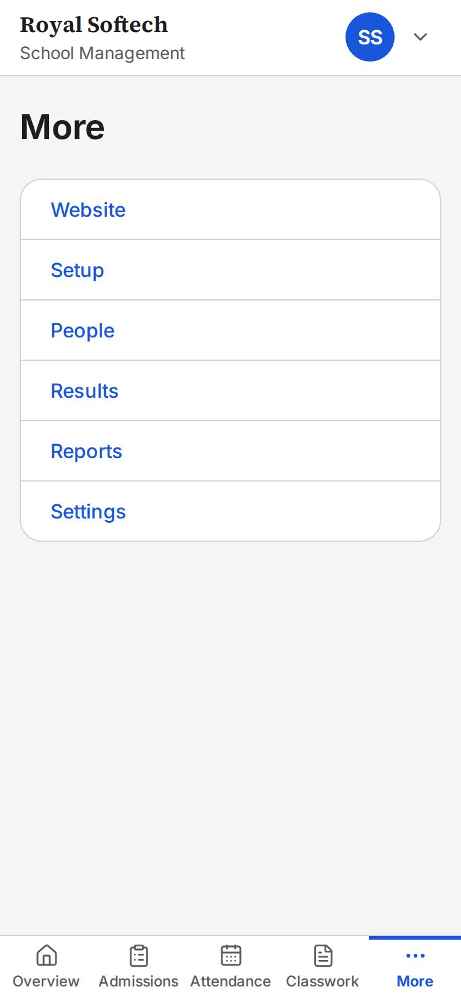 Royal Softech
School Management
SS
More
Website
Setup
People
Results
Reports
Settings
Overview
Admissions
Attendance
Classwork
More